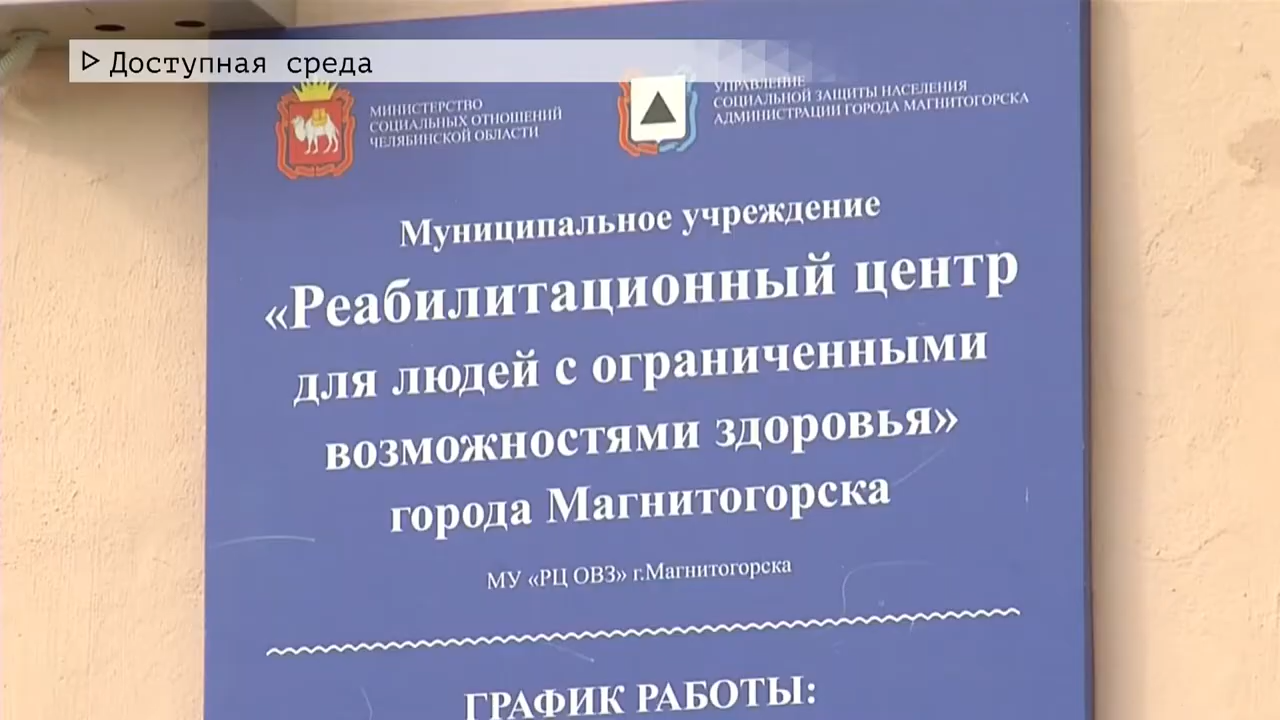 Доступная среда
МИНИСТЕРСТВО
СОЦИАЛЬНЫХ ОТНОШЕНИЙ
ЧЕЛЯБИНСКОЙ ОБЛАСТИ
УПРАВЛЕНИЕ
СОЦИАЛЬНОЙ ЗАЩИТЫ НАСЕЛЕНИЯ
АДМИНИСТРАЦИИ ГОРОДА МАГНИТОГОРСКА
Муниципальное учреждение
«Реабилитационный центр
для людей с ограниченными
возможностями здоровья»
города Магнитогорска
МУ «РЦ ОВЗ» г.Магнитогорска
ГРАФИК РАБОТЫ: